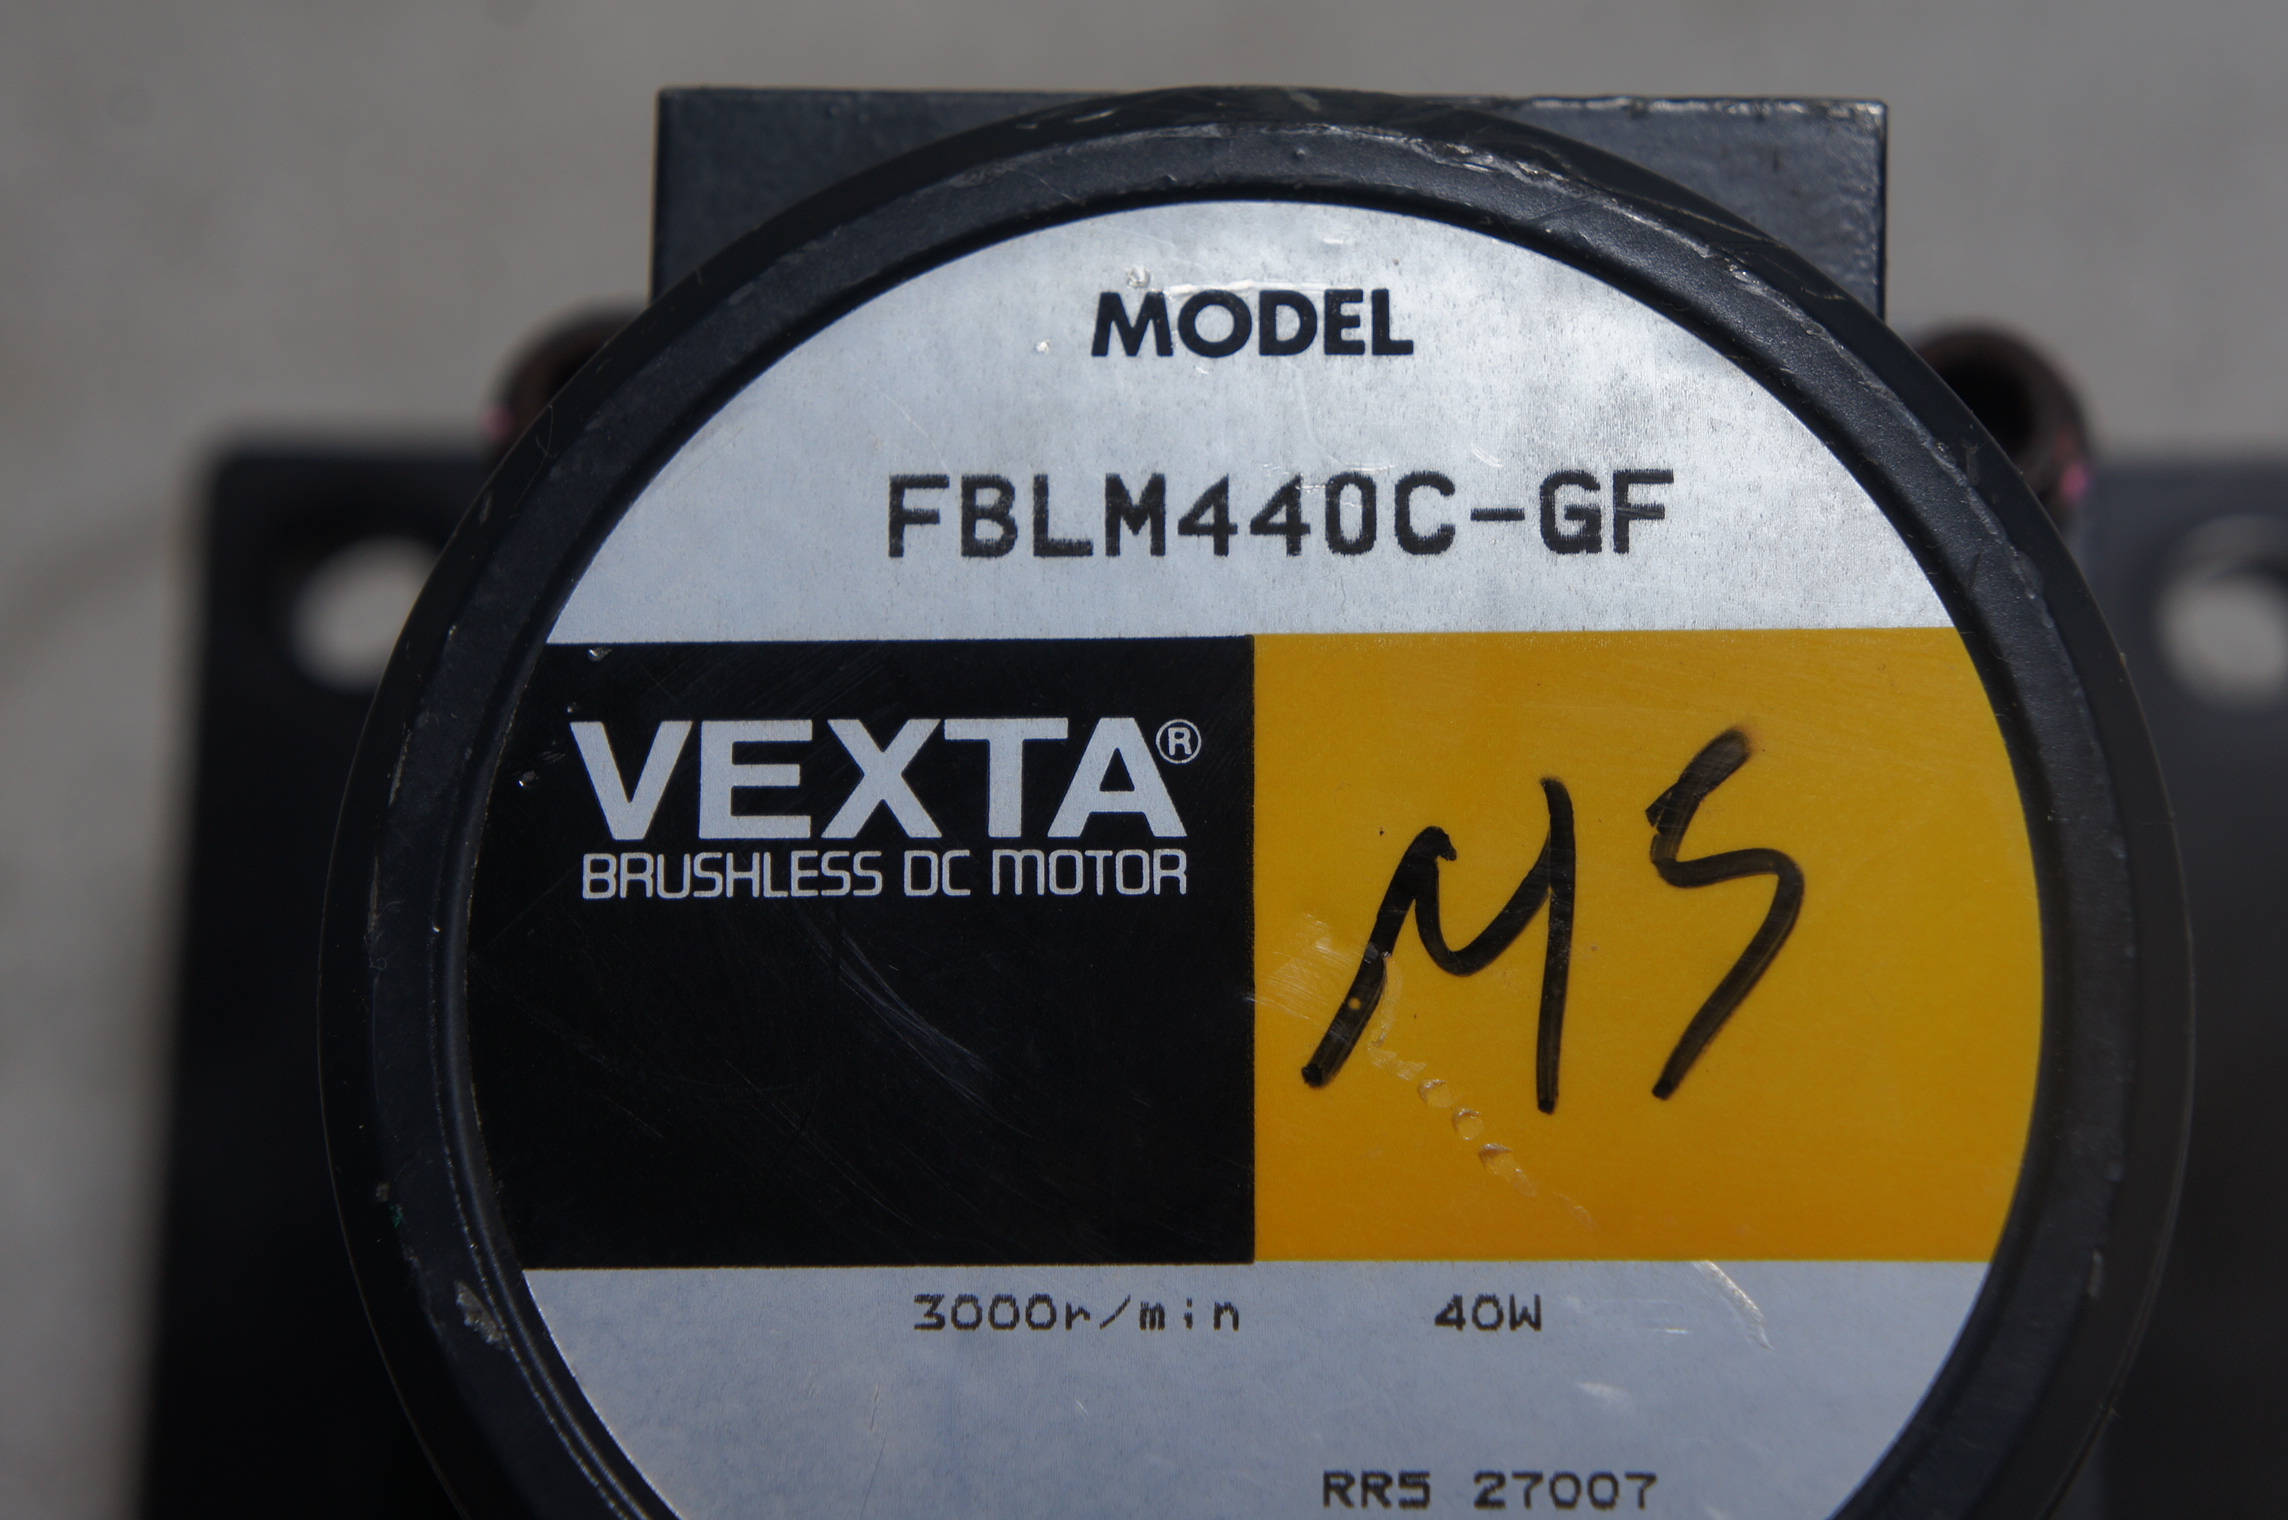 MODEL
FBLM440C-GF
VEXTA®
BRUSHLESS DC MOTOR
MS
3000r/min 40W
RR5 27007